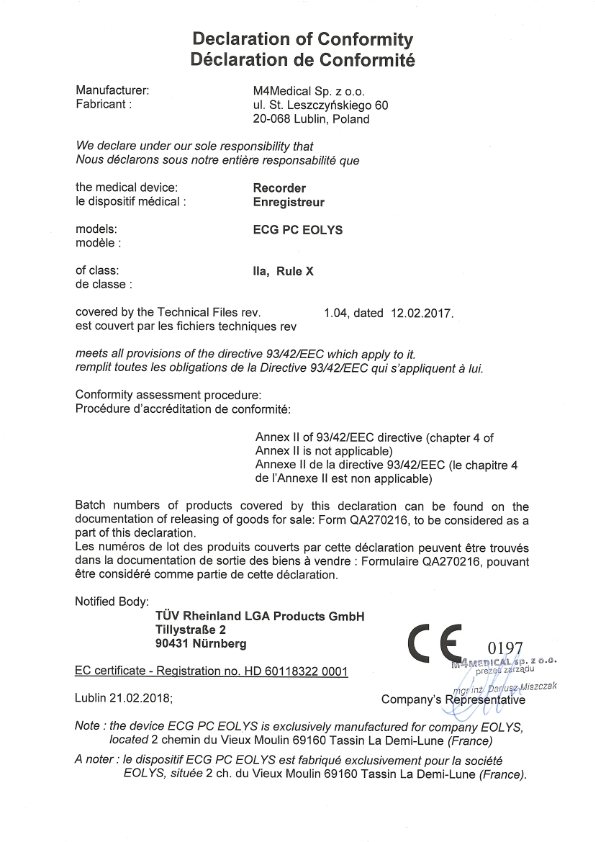 Declaration of Conformity
Déclaration de Conformité
Manufacturer: M4Medical Sp. z o.o.
Fabricant : ul. St. Leszczyńskiego 60
20-068 Lublin, Poland
We declare under our sole responsibility that
Nous déclarons sous notre entière responsabilité que
the medical device: Recorder
le dispositif médical : Enregistreur
models: ECG PC EOLYS
modèle :
of class: IIa, Rule X
de classe :
covered by the Technical Files rev. 1.04, dated 12.02.2017.
est couvert par les fichiers techniques rev
meets all provisions of the directive 93/42/EEC which apply to it.
remplit toutes les obligations de la Directive 93/42/EEC qui s'appliquent à lui.
Conformity assessment procedure:
Procédure d'accréditation de conformité:
Annex II of 93/42/EEC directive (chapter 4 of
Annex II is not applicable)
Annexe II de la directive 93/42/EEC (le chapitre 4
de l'Annexe II est non applicable)
Batch numbers of products covered by this declaration can be found on the
documentation of releasing of goods for sale: Form QA270216, to be considered as a
part of this declaration.
Les numéros de lot des produits couverts par cette déclaration peuvent être trouvés
dans la documentation de sortie des biens à vendre : Formulaire QA270216, pouvant
être considéré comme partie de cette déclaration.
Notified Body:
TÜV Rheinland LGA Products GmbH
Tillystraße 2
90431 Nürnberg
CE 0197
M4MEDICAL sp. z o.o.
prezes zarządu
EC certificate - Registration no. HD 60118322 0001
mgr inż. Dariusz Miszczak
Lublin 21.02.2018; Company's Representative
Note : the device ECG PC EOLYS is exclusively manufactured for company EOLYS,
located 2 chemin du Vieux Moulin 69160 Tassin La Demi-Lune (France)
A noter : le dispositif ECG PC EOLYS est fabriqué exclusivement pour la société
EOLYS, située 2 ch. du Vieux Moulin 69160 Tassin La Demi-Lune (France).